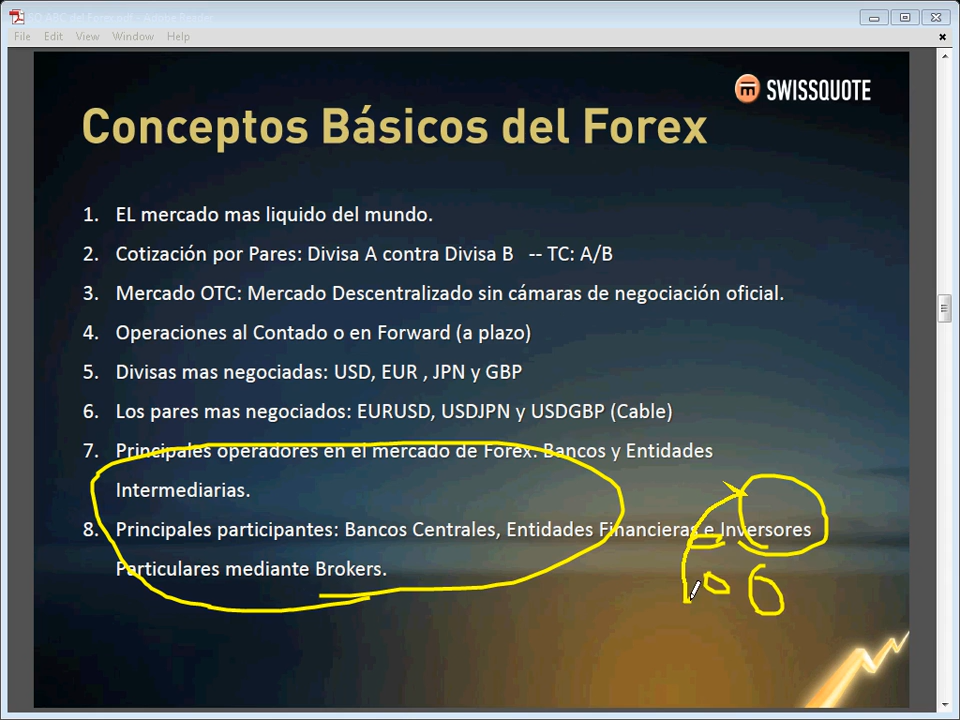 File Edit View Window Help
SWISSQUOTE
Conceptos Básicos del Forex
1. EL mercado mas liquido del mundo.
2. Cotización por Pares: Divisa A contra Divisa B -- TC: A/B
3. Mercado OTC: Mercado Descentralizado sin cámaras de negociación oficial.
4. Operaciones al Contado o en Forward (a plazo)
5. Divisas mas negociadas: USD, EUR , JPN y GBP
6. Los pares mas negociados: EURUSD, USDJPN y USDGBP (Cable)
7. Principales operadores en el mercado de Forex: Bancos y Entidades
Intermediarias.
8. Principales participantes: Bancos Centrales, Entidades Financieras e Inversores
Particulares mediante Brokers.